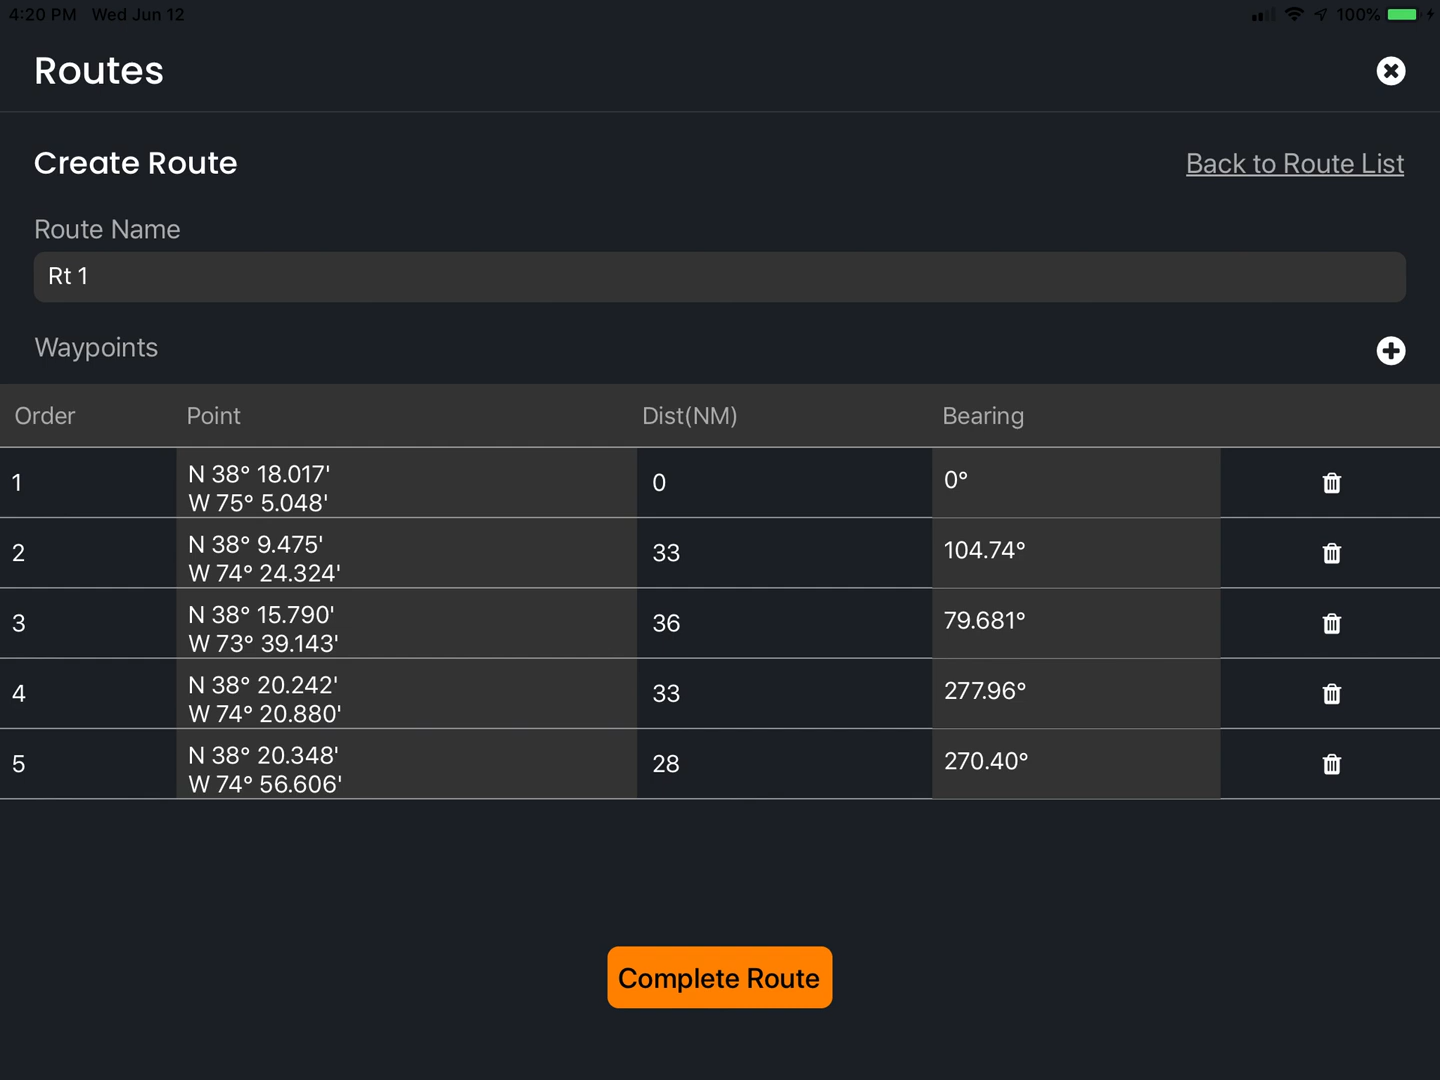 4:20 PM Wed Jun 12 100%
Routes
Create Route
Back to Route List
Route Name
Rt 1
Waypoints
Order Point Dist(NM) Bearing
1 N 38° 18.017' 0 0°
W 75° 5.048'
2 N 38° 9.475' 33 104.74°
W 74° 24.324'
3 N 38° 15.790' 36 79.681°
W 73° 39.143'
4 N 38° 20.242' 33 277.96°
W 74° 20.880'
5 N 38° 20.348' 28 270.40°
W 74° 56.606'
Complete Route